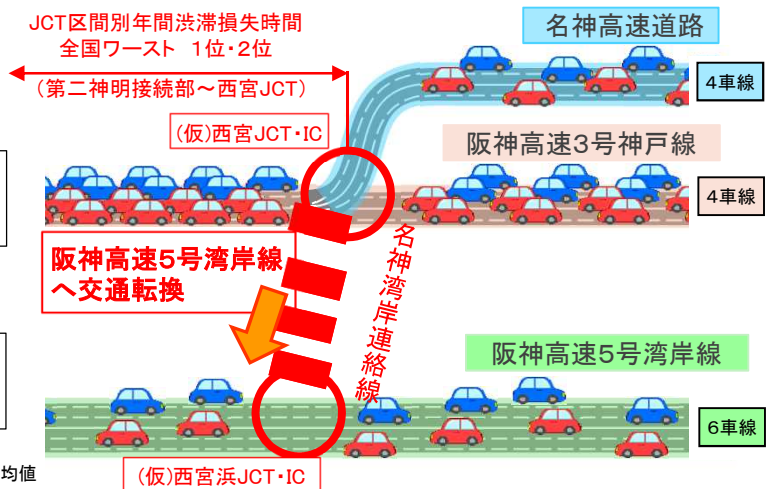 JCT区間別年間渋滞損失時間
全国ワースト 1位・2位
(第二神明接続部～西宮JCT)
(仮)西宮JCT・IC
名神高速道路
4車線
阪神高速3号神戸線
4車線
阪神高速5号湾岸線
へ交通転換
名神湾岸連絡線
阪神高速5号湾岸線
6車線
(仮)西宮浜JCT・IC
均値